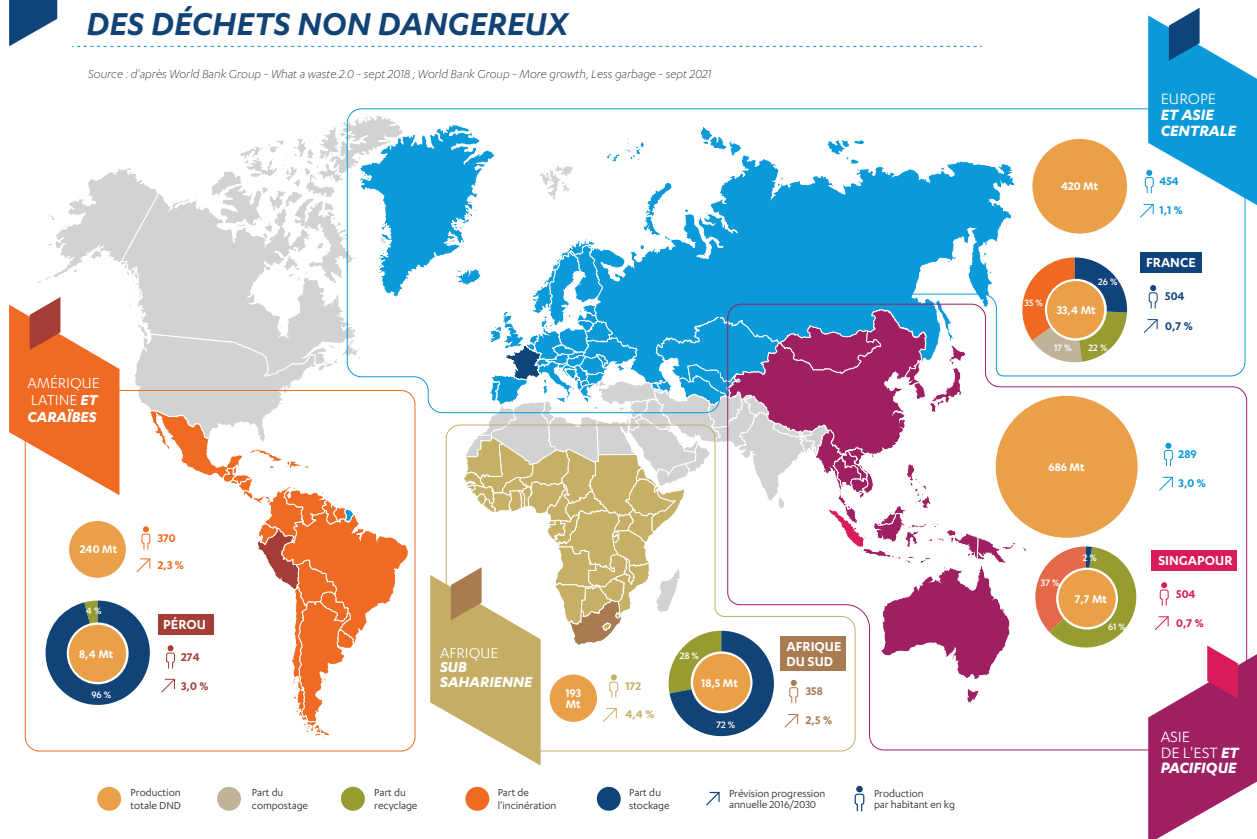 DES DÉCHETS NON DANGEREUX
Source : d'après World Bank Group - What a waste 2.0 - sept 2018 ; World Bank Group - More growth, Less garbage - sept 2021
EUROPE
ET ASIE
CENTRALE
420 Mt
454
1,1 %
FRANCE
504
0,7 %
26 %
35 %
33,4 Mt
17 %
22 %
AMÉRIQUE
LATINE ET
CARAÏBES
240 Mt
370
2,3 %
PÉROU
274
3,0 %
4 %
8,4 Mt
96 %
AFRIQUE
SUB
SAHARIENNE
193
Mt
172
4,4 %
AFRIQUE
DU SUD
358
2,5 %
28 %
18,5 Mt
72 %
686 Mt
289
3,0 %
SINGAPOUR
504
0,7 %
2 %
37 %
7,7 Mt
61 %
ASIE
DE L'EST ET
PACIFIQUE
Production
totale DND
Part du
compostage
Part du
recyclage
Part de
l'incinération
Part du
stockage
Prévision progression
annuelle 2016/2030
Production
par habitant en kg